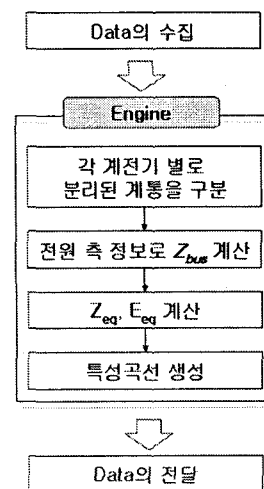 Data의 수집
Engine
각 계전기 별로
분리된 계통을 구분
전원 측 정보로 Zbus 계산
Zeq, Eeq 계산
특성곡선 생성
Data의 전달